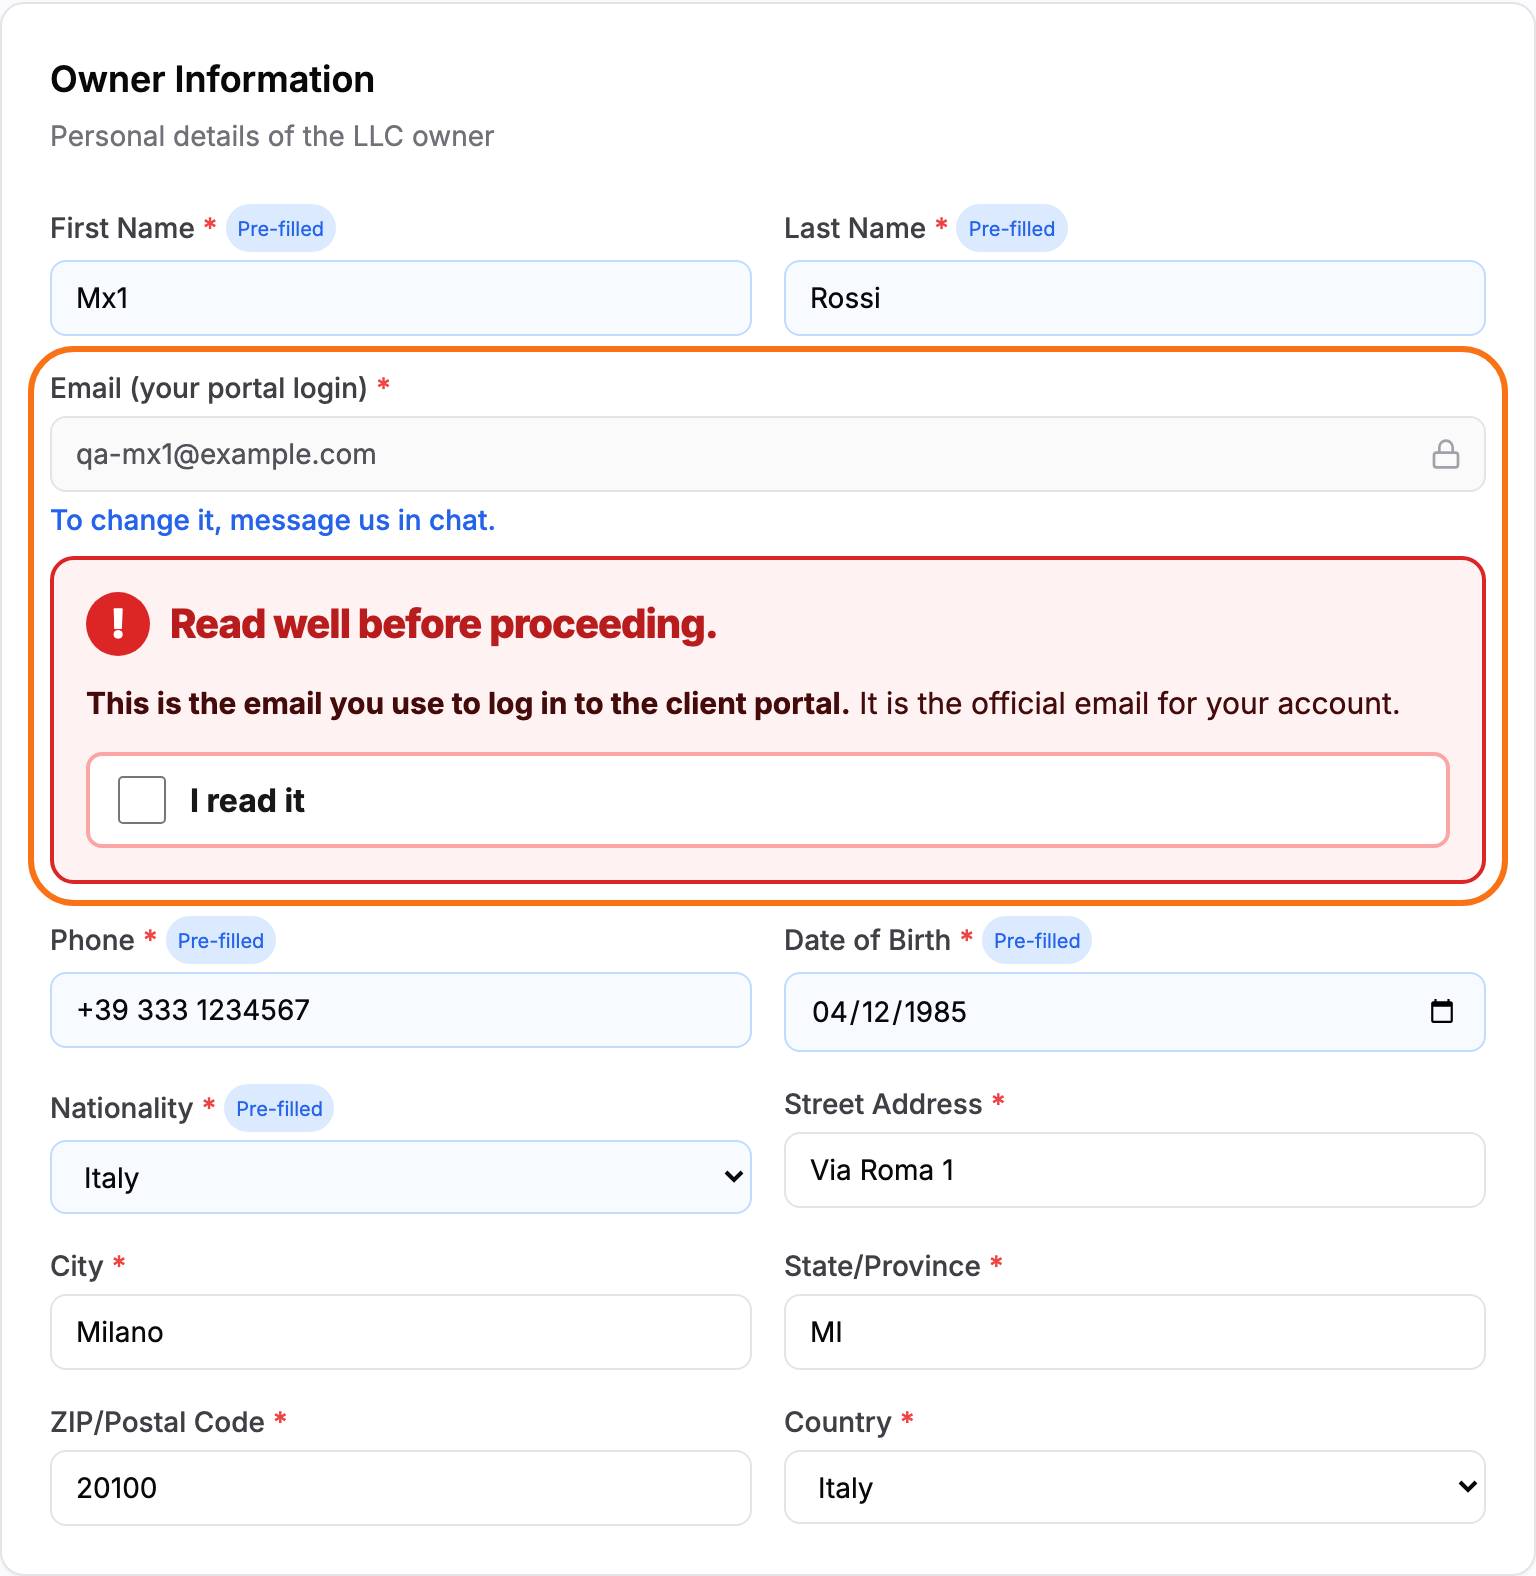 Owner Information
Personal details of the LLC owner
First Name * Pre-filled
Last Name * Pre-filled
Mx1
Rossi
Email (your portal login) *
qa-mx1@example.com
To change it, message us in chat.
! Read well before proceeding.
This is the email you use to log in to the client portal. It is the official email for your account.
I read it
Phone * Pre-filled
Date of Birth * Pre-filled
+39 333 1234567
04/12/1985
Nationality * Pre-filled
Street Address *
Italy
Via Roma 1
City *
State/Province *
Milano
MI
ZIP/Postal Code *
Country *
20100
Italy